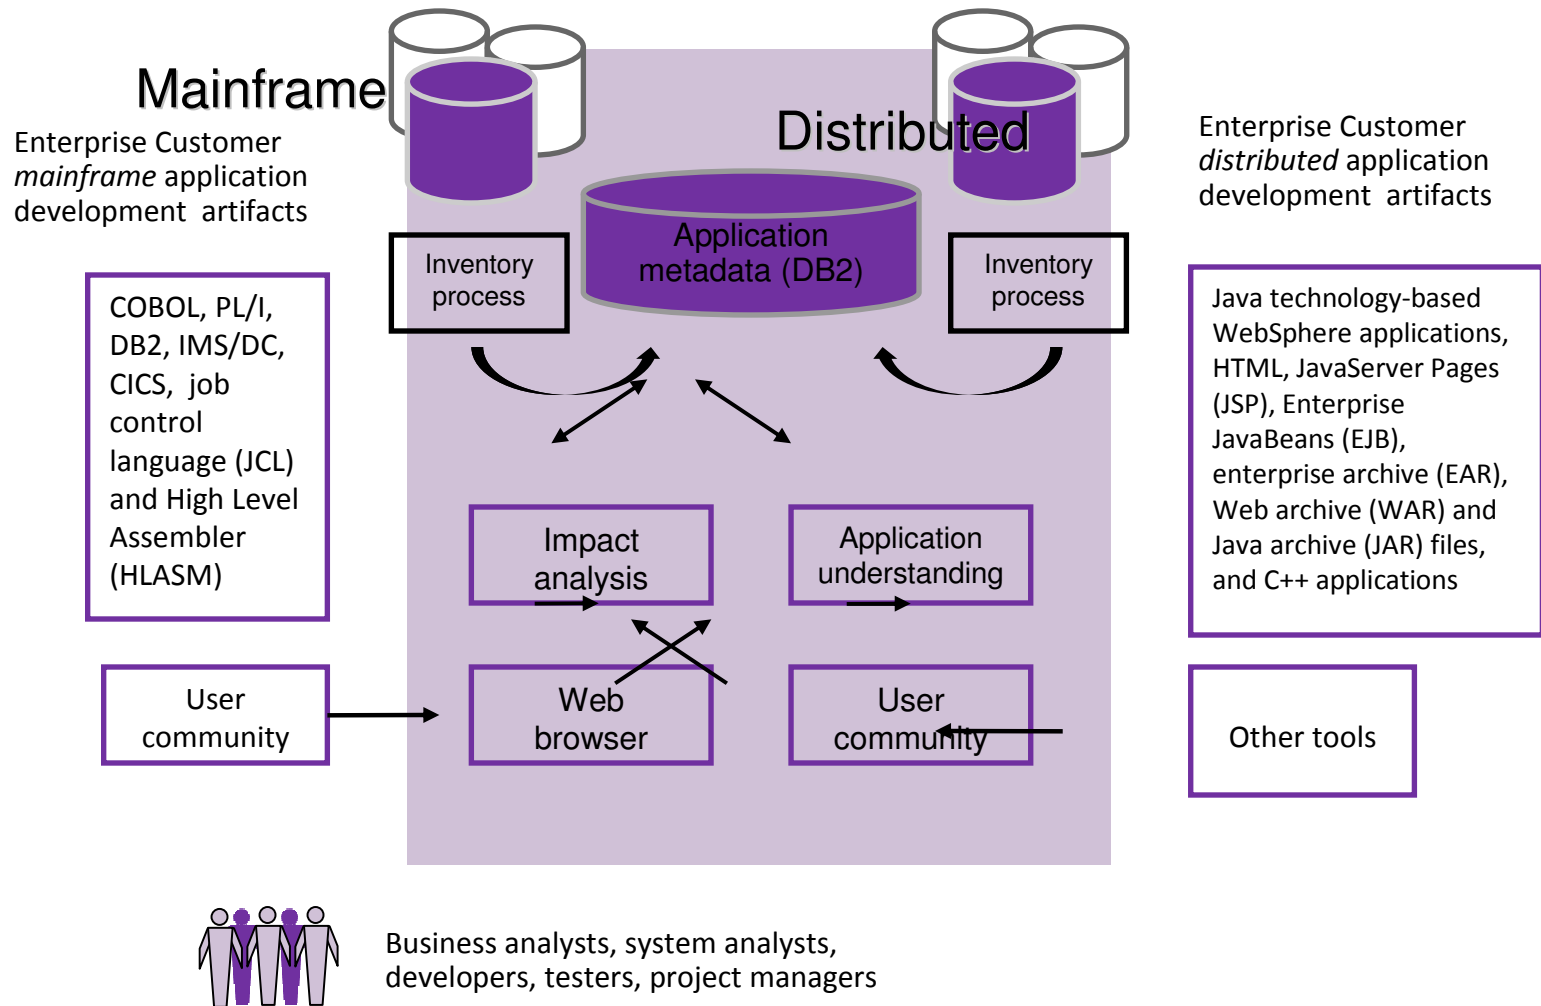 Mainframe
Distributed
Enterprise Customer
mainframe application
development artifacts
Enterprise Customer
distributed application
development artifacts
Application
metadata (DB2)
Inventory
process
Inventory
process
COBOL, PL/I,
DB2, IMS/DC,
CICS, job
control
language (JCL)
and High Level
Assembler
(HLASM)
Java technology-based
WebSphere applications,
HTML, JavaServer Pages
(JSP), Enterprise
JavaBeans (EJB),
enterprise archive (EAR),
Web archive (WAR) and
Java archive (JAR) files,
and C++ applications
Impact
analysis
Application
understanding
User
community
Web
browser
User
community
Other tools
Business analysts, system analysts,
developers, testers, project managers